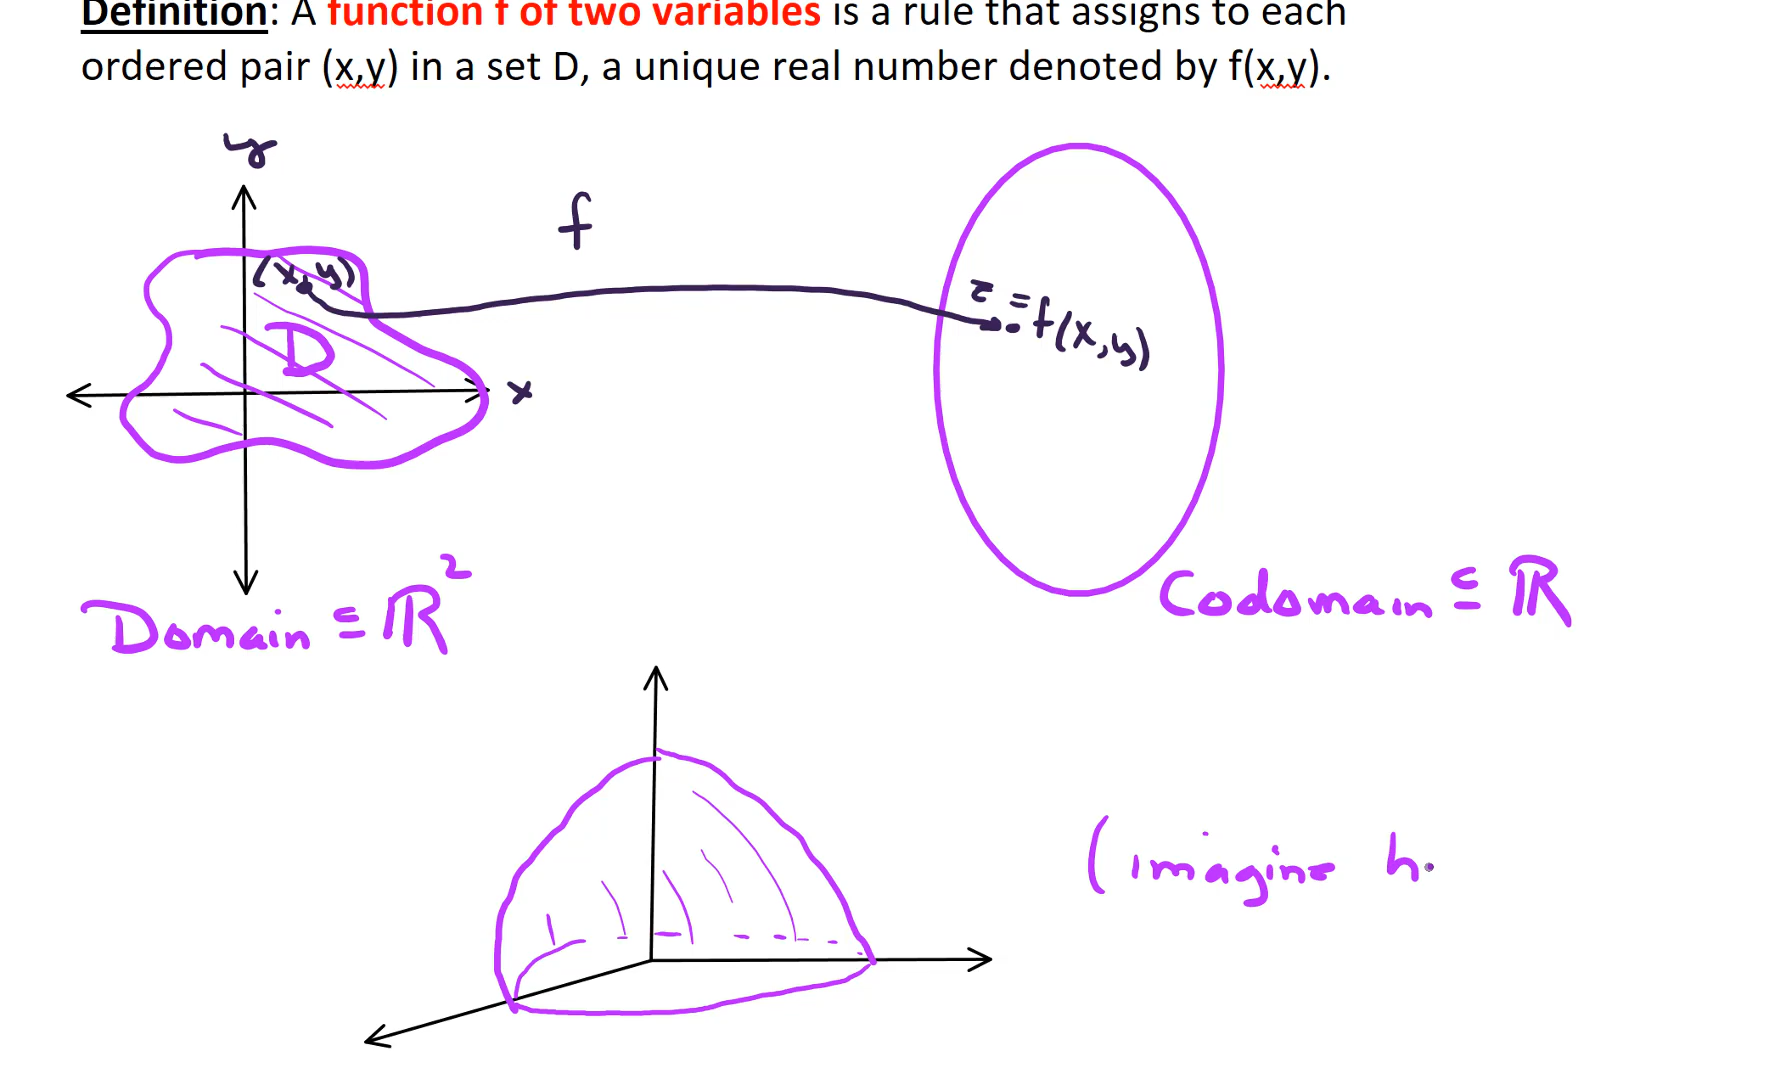 Definition: A function f of two variables is a rule that assigns to each
ordered pair (x,y) in a set D, a unique real number denoted by f(x,y).
y
f
(x,y)
z = f(x,y)
D
x
Domain ⊆ ℝ²
Codomain ⊆ ℝ
(imagine h